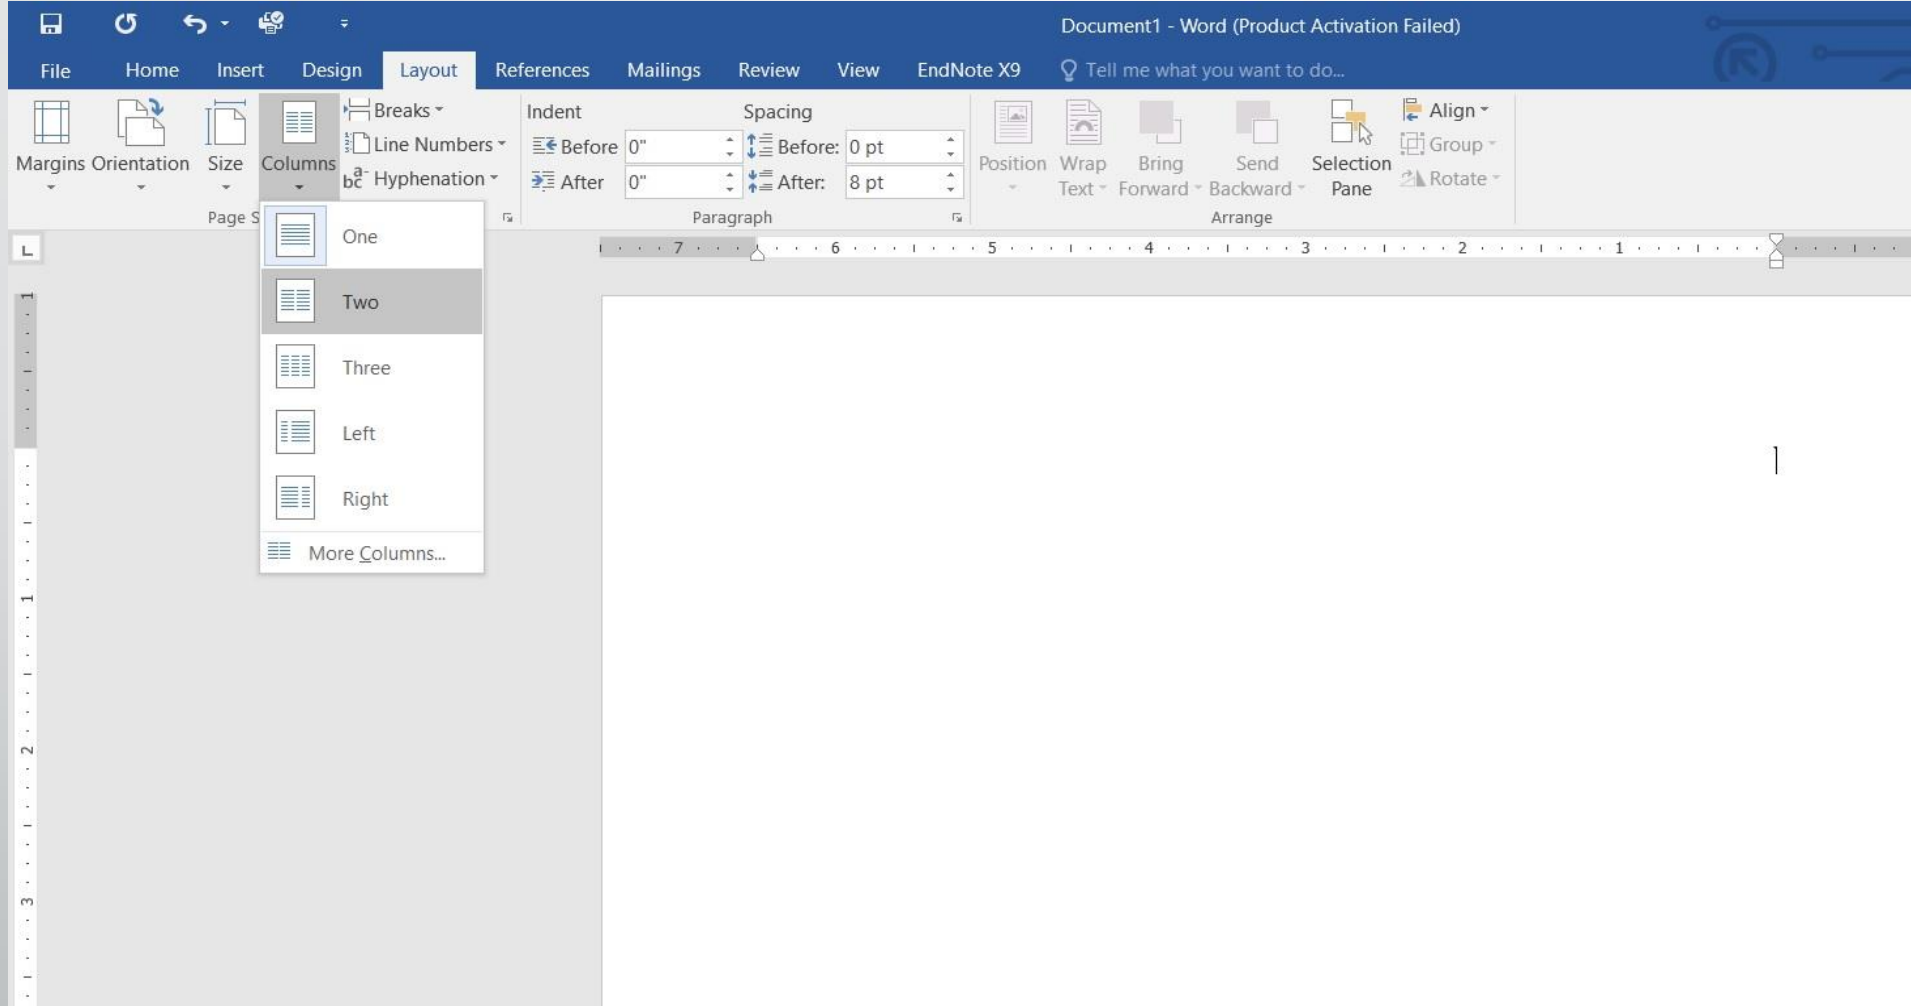 Document1 - Word (Product Activation Failed)
File Home Insert Design Layout References Mailings Review View EndNote X9 Tell me what you want to do...
Margins
Orientation
Size
Columns
Breaks
Line Numbers
Hyphenation
Page S
Indent
Before 0"
After 0"
Spacing
Before: 0 pt
After: 8 pt
Paragraph
Position
Wrap
Text
Bring
Forward
Send
Backward
Selection
Pane
Align
Group
Rotate
Arrange
One
Two
Three
Left
Right
More Columns...
7 6 5 4 3 2 1
1
1
2
3